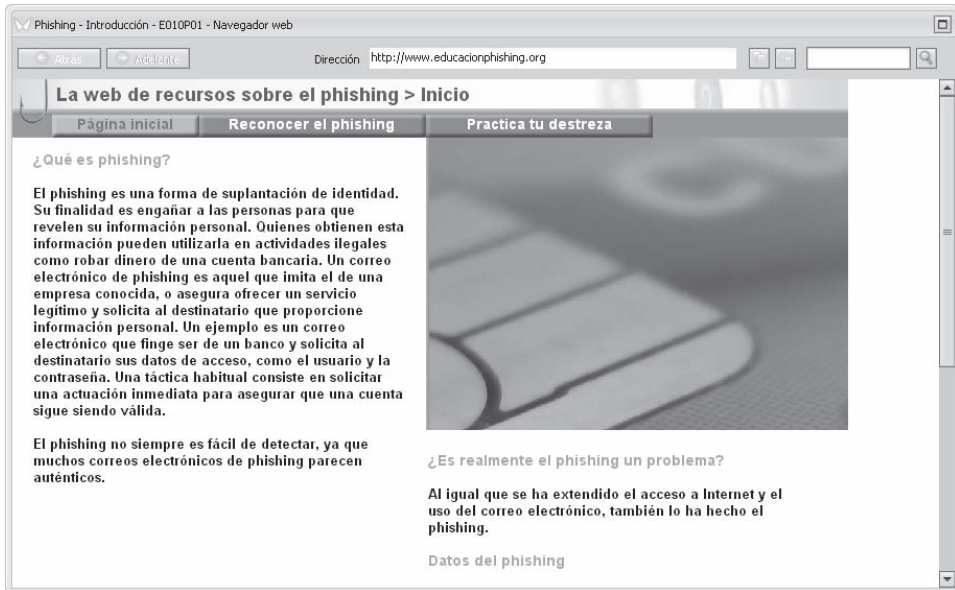 Phishing - Introducción - E010P01 - Navegador web
Atrás
Adelante
Dirección
http://www.educacionphishing.org
La web de recursos sobre el phishing > Inicio
Página inicial
Reconocer el phishing
Practica tu destreza
¿Qué es phishing?
El phishing es una forma de suplantación de identidad.
Su finalidad es engañar a las personas para que
revelen su información personal. Quienes obtienen esta
información pueden utilizarla en actividades ilegales
como robar dinero de una cuenta bancaria. Un correo
electrónico de phishing es aquel que imita el de una
empresa conocida, o asegura ofrecer un servicio
legítimo y solicita al destinatario que proporcione
información personal. Un ejemplo es un correo
electrónico que finge ser de un banco y solicita al
destinatario sus datos de acceso, como el usuario y la
contraseña. Una táctica habitual consiste en solicitar
una actuación inmediata para asegurar que una cuenta
sigue siendo válida.
El phishing no siempre es fácil de detectar, ya que
muchos correos electrónicos de phishing parecen
auténticos.
¿Es realmente el phishing un problema?
Al igual que se ha extendido el acceso a Internet y el
uso del correo electrónico, también lo ha hecho el
phishing.
Datos del phishing